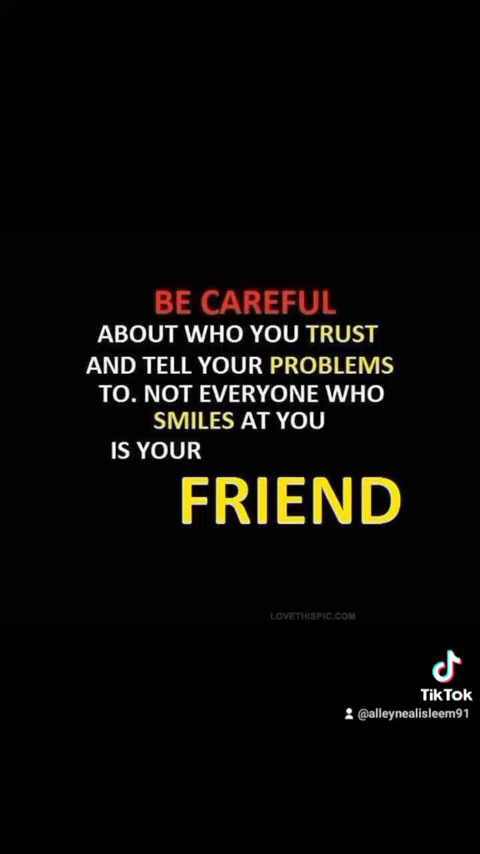 BE CAREFUL
ABOUT WHO YOU TRUST
AND TELL YOUR PROBLEMS
TO. NOT EVERYONE WHO
SMILES AT YOU
IS YOUR
FRIEND
LOVETHISPIC.COM
TikTok
@alleynealisleem91